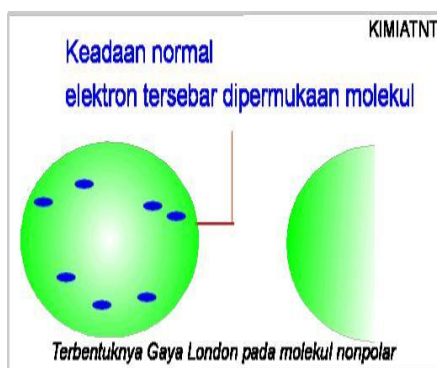 KIMIATNT
Keadaan normal
elektron tersebar dipermukaan molekul
Terbentuknya Gaya London pada molekul nonpolar